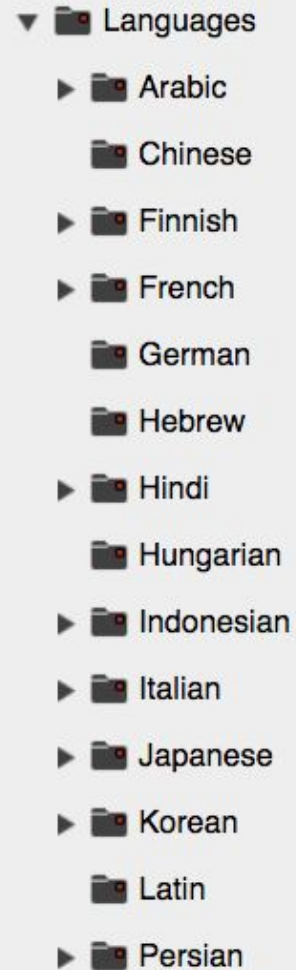 Languages
Arabic
Chinese
Finnish
French
German
Hebrew
Hindi
Hungarian
Indonesian
Italian
Japanese
Korean
Latin
Persian